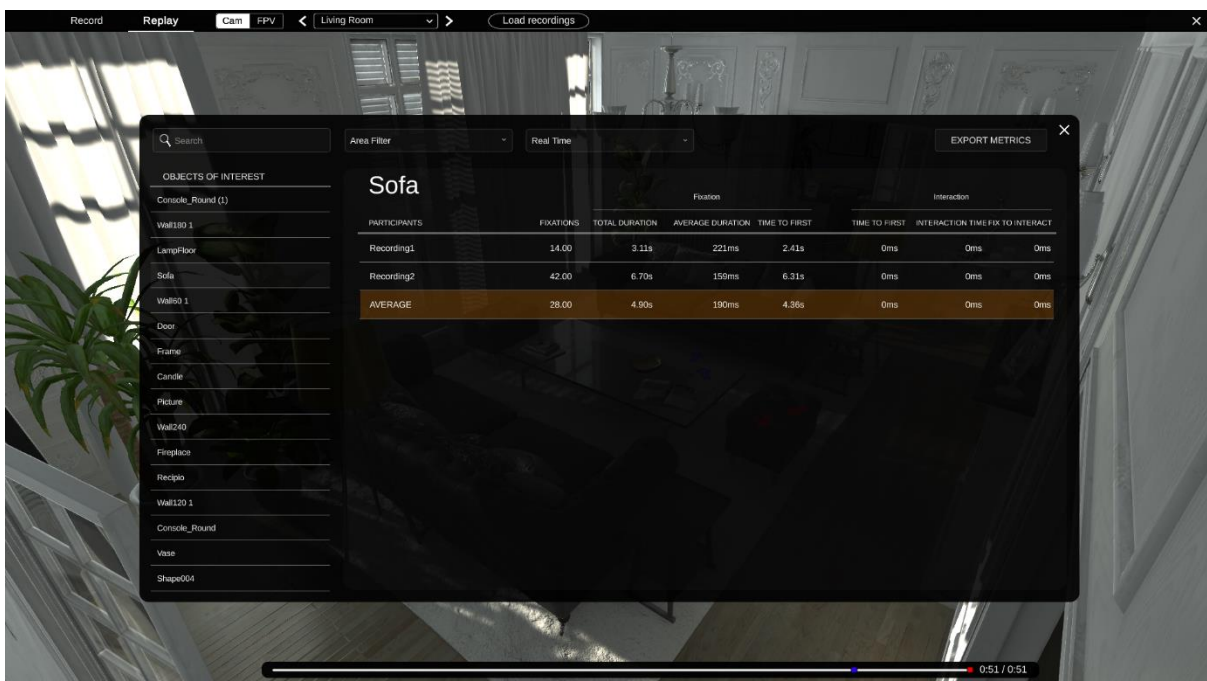 Record Replay Cam FPV Living Room Load recordings
Search Area Filter Real Time EXPORT METRICS
OBJECTS OF INTEREST
Console_Round (1)
Wall180 1
LampFloor
Sofa
Wall60 1
Door
Frame
Candle
Picture
Wall240
Fireplace
Recipio
Wall120 1
Console_Round
Vase
Shape004
Sofa
Fixation Interaction
PARTICIPANTS FIXATIONS TOTAL DURATION AVERAGE DURATION TIME TO FIRST TIME TO FIRST INTERACTION TIME FIX TO INTERACT
Recording1 14.00 3.11s 221ms 2.41s 0ms 0ms 0ms
Recording2 42.00 6.70s 159ms 6.31s 0ms 0ms 0ms
AVERAGE 28.00 4.90s 190ms 4.36s 0ms 0ms 0ms
0:51 / 0:51